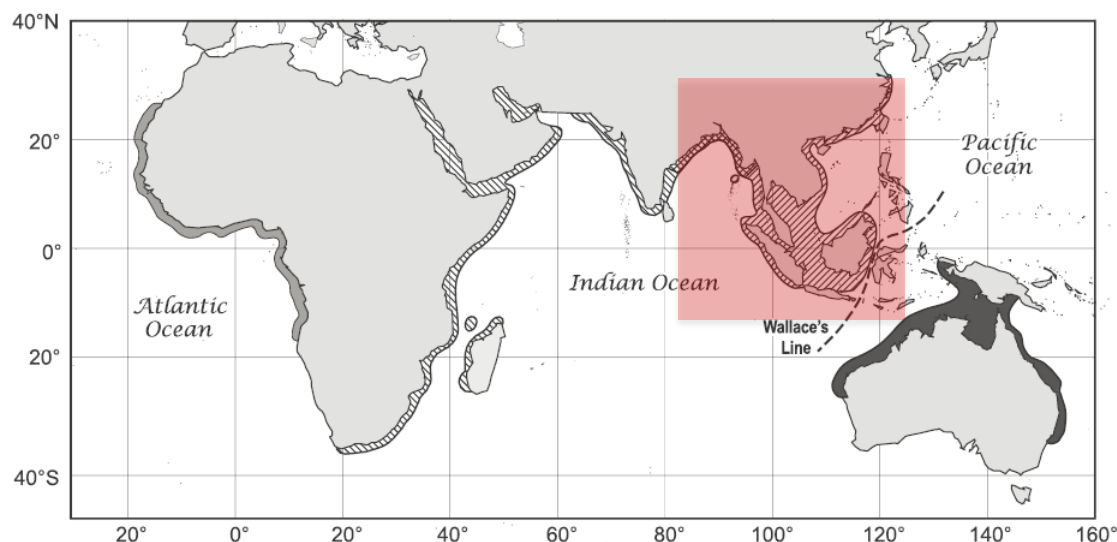 40°N
20°
0°
20°
40°S
Pacific
Ocean
Indian Ocean
Atlantic
Ocean
Wallace's
Line
20°
0°
20°
40°
60°
80°
100°
120°
140°
160°